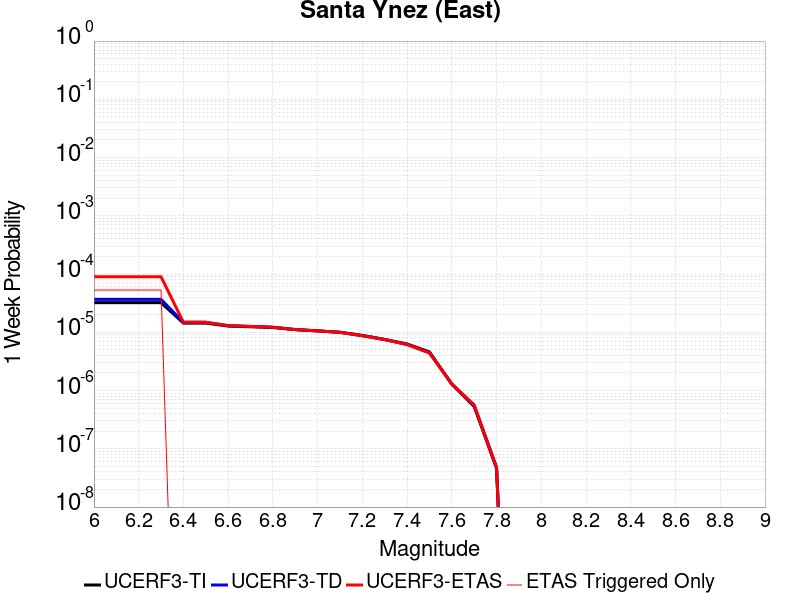 Santa Ynez (East)
1 Week Probability
10^0
10^-1
10^-2
10^-3
10^-4
10^-5
10^-6
10^-7
10^-8
6 6.2 6.4 6.6 6.8 7 7.2 7.4 7.6 7.8 8 8.2 8.4 8.6 8.8 9
Magnitude
UCERF3-TI UCERF3-TD UCERF3-ETAS ETAS Triggered Only